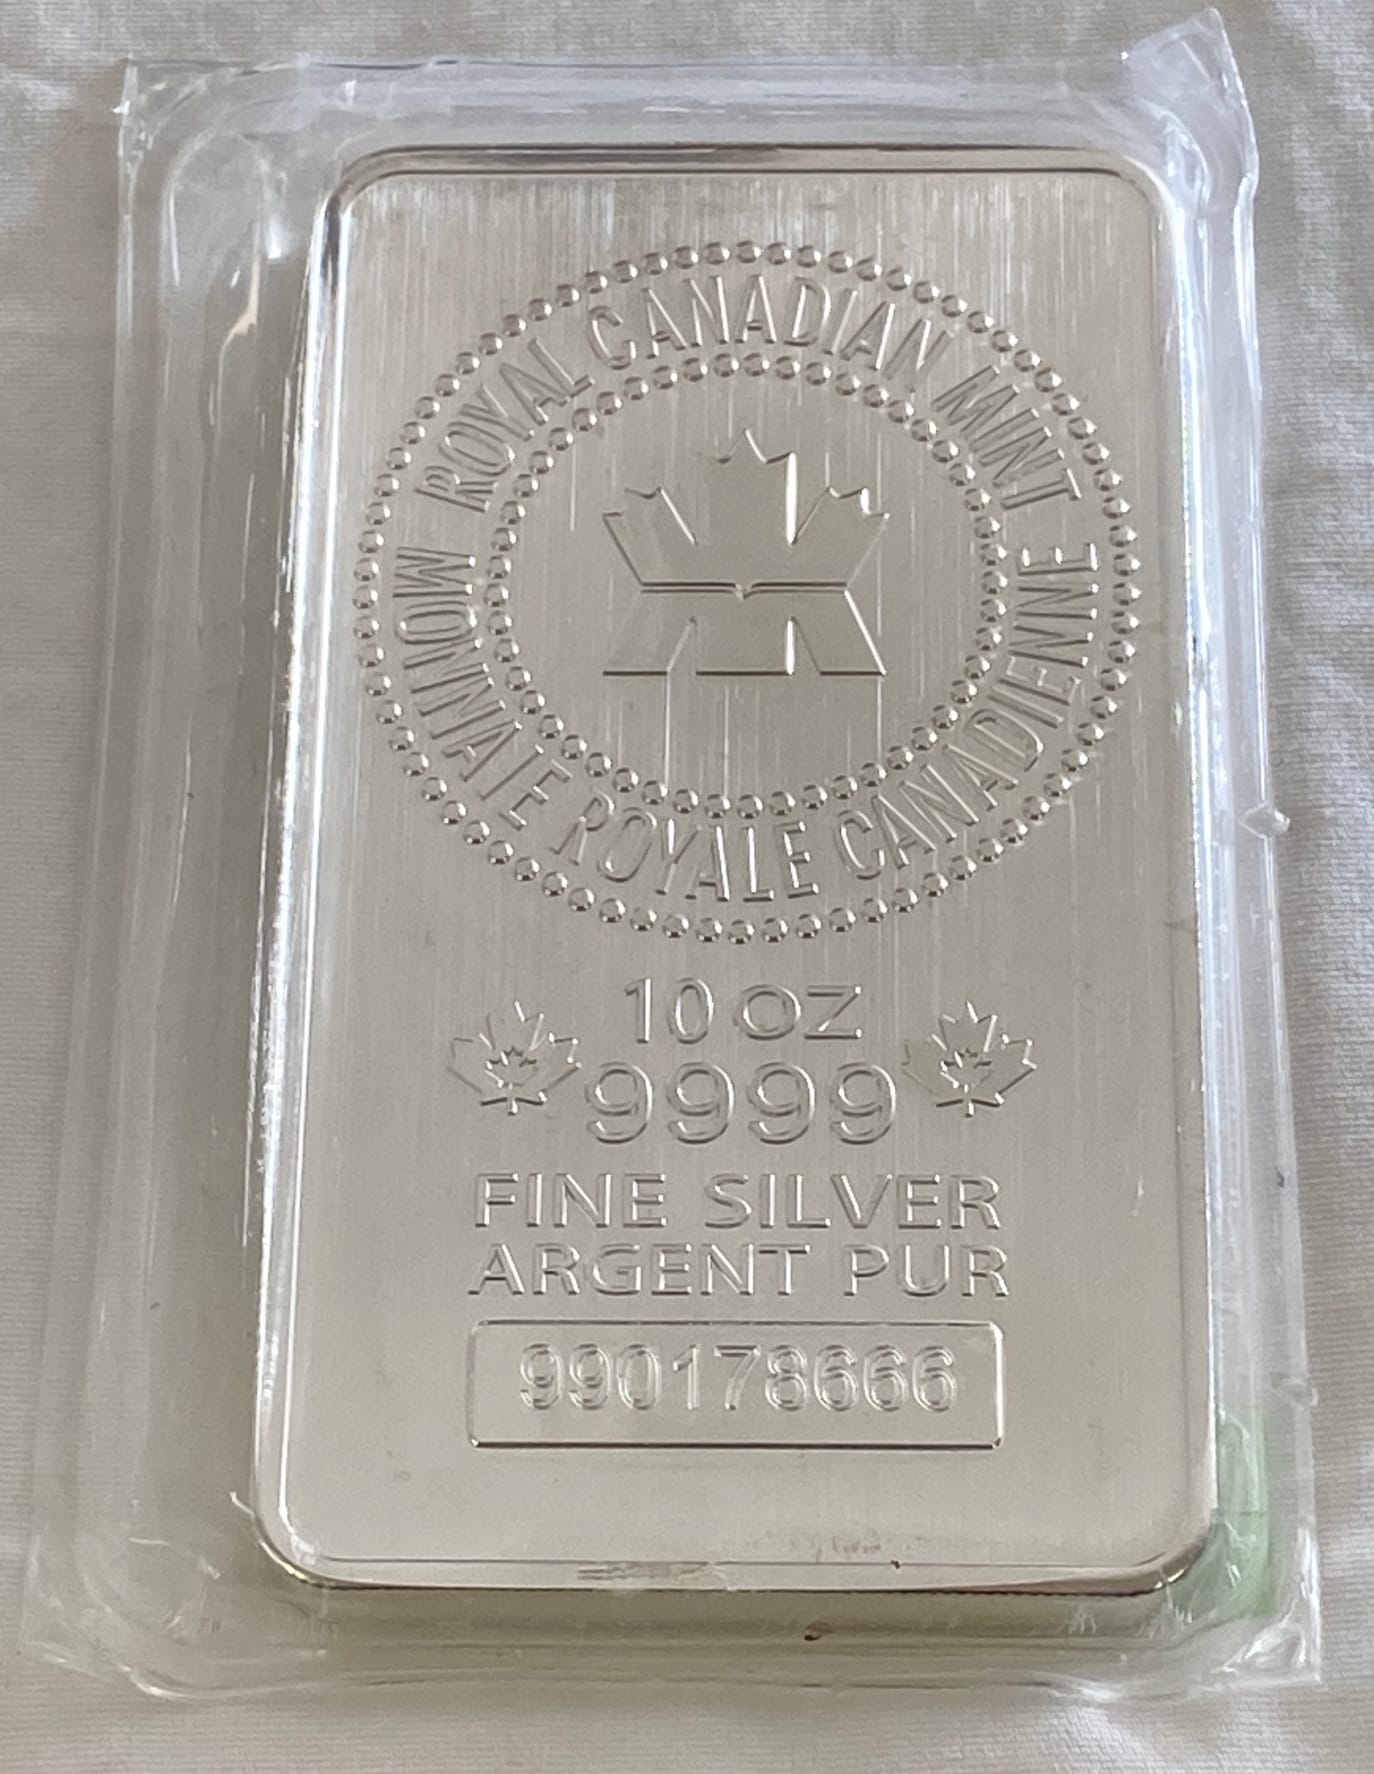 ROYAL CANADIAN MINT
MONNAIE ROYALE CANADIENNE
10 OZ
9999
FINE SILVER
ARGENT PUR
990178666